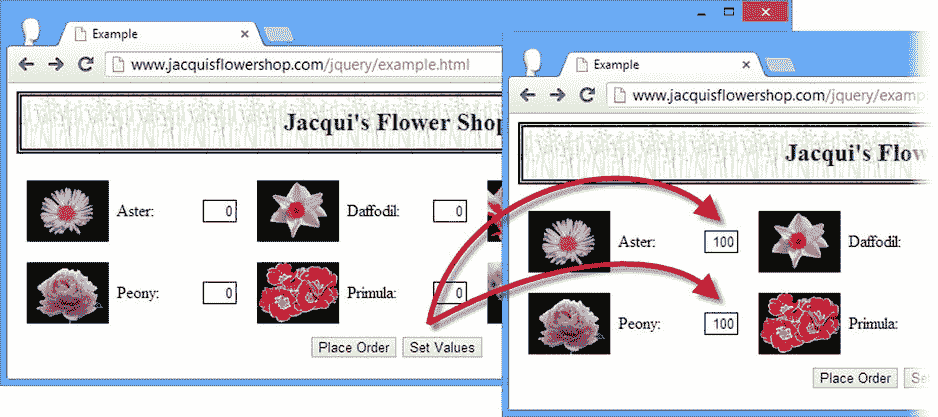 Example
www.jacquisflowershop.com/jquery/example.html
Jacqui's Flower Shop
Aster: 0
Daffodil: 0
Peony: 0
Primula: 0
Place Order
Set Values
Example
www.jacquisflowershop.com/jquery/examp
Jacqui's Flow
Aster: 100
Daffodil:
Peony: 100
Primula:
Place Order
Se